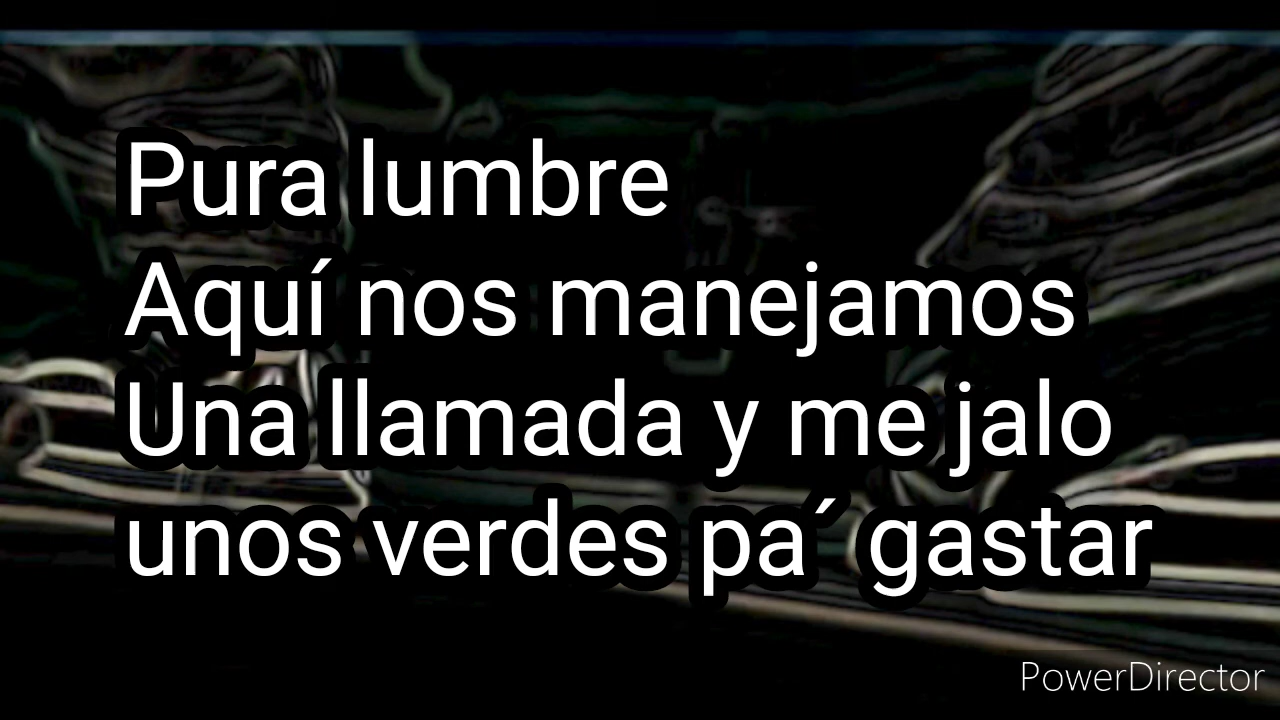 Pura lumbre
Aquí nos manejamos
Una llamada y me jalo
unos verdes pa´ gastar
PowerDirector